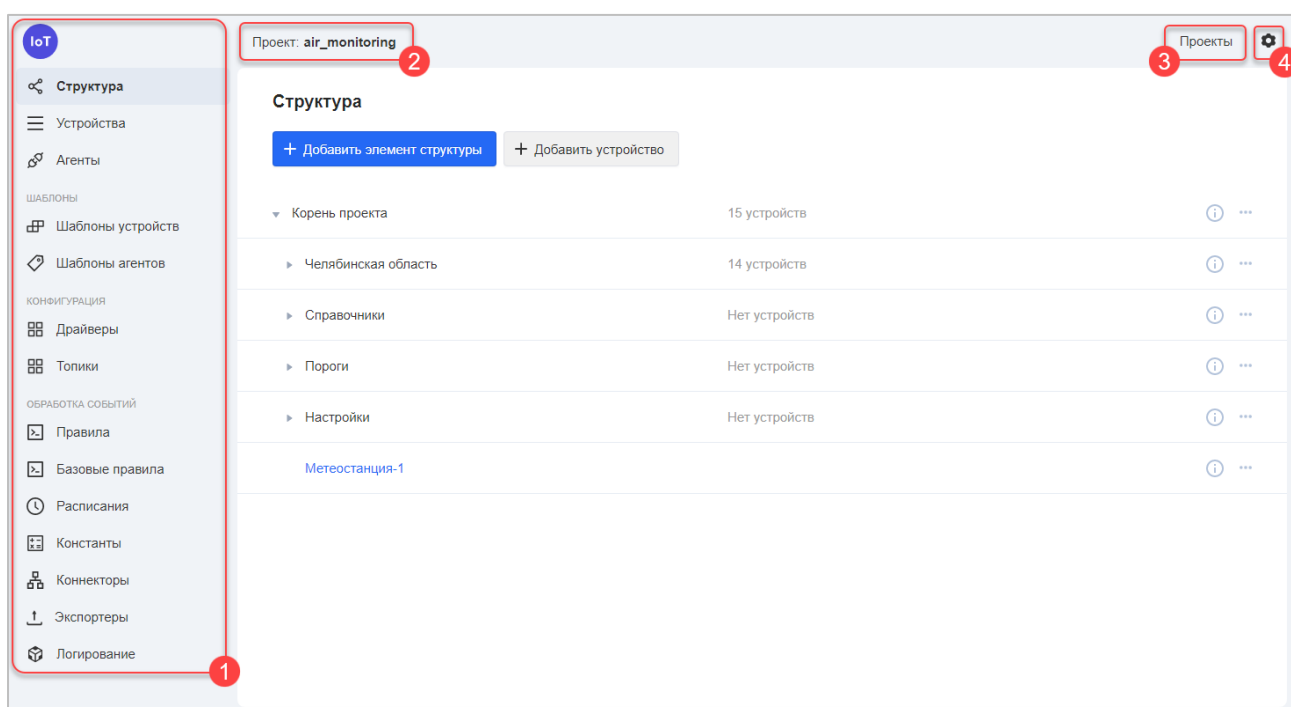 IoT
Проект: air_monitoring
2
Проекты
3
4
Структура
Устройства
Агенты
ШАБЛОНЫ
Шаблоны устройств
Шаблоны агентов
КОНФИГУРАЦИЯ
Драйверы
Топики
ОБРАБОТКА СОБЫТИЙ
Правила
Базовые правила
Расписания
Константы
Коннекторы
Экспортеры
Логирование
1
Структура
+ Добавить элемент структуры
+ Добавить устройство
Корень проекта 15 устройств
Челябинская область 14 устройств
Справочники Нет устройств
Пороги Нет устройств
Настройки Нет устройств
Метеостанция-1